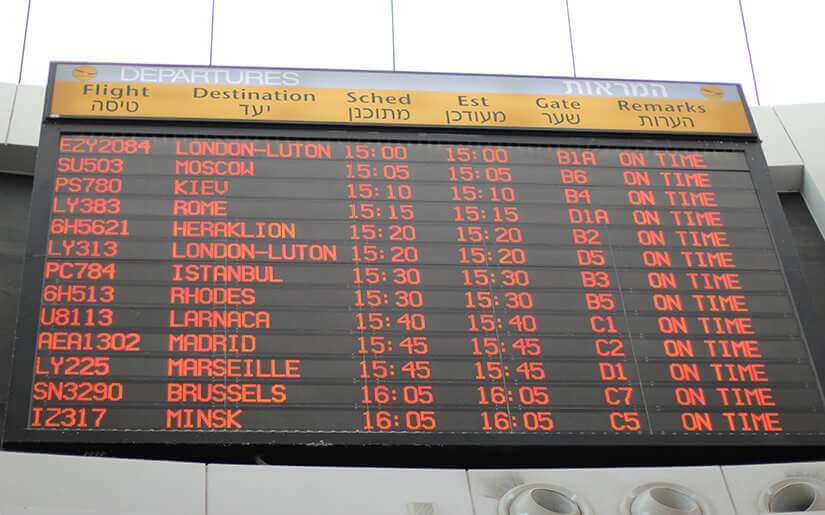 DEPARTURES המראות
Flight Destination Sched Est Gate Remarks
טיסה יעד מתוכנן מעודכן שער הערות
EZY2084 LONDON-LUTON 15:00 15:00 B1A ON TIME
SU503 MOSCOW 15:05 15:05 B6 ON TIME
PS780 KIEV 15:10 15:10 B4 ON TIME
LY383 ROME 15:15 15:15 D1A ON TIME
6H5621 HERAKLION 15:20 15:20 B2 ON TIME
LY313 LONDON-LUTON 15:20 15:20 D5 ON TIME
PC784 ISTANBUL 15:30 15:30 B3 ON TIME
6H513 RHODES 15:30 15:30 B5 ON TIME
U8113 LARNACA 15:40 15:40 C1 ON TIME
AEA1302 MADRID 15:45 15:45 C2 ON TIME
LY225 MARSEILLE 15:45 15:45 D1 ON TIME
SN3290 BRUSSELS 16:05 16:05 C7 ON TIME
IZ317 MINSK 16:05 16:05 C5 ON TIME